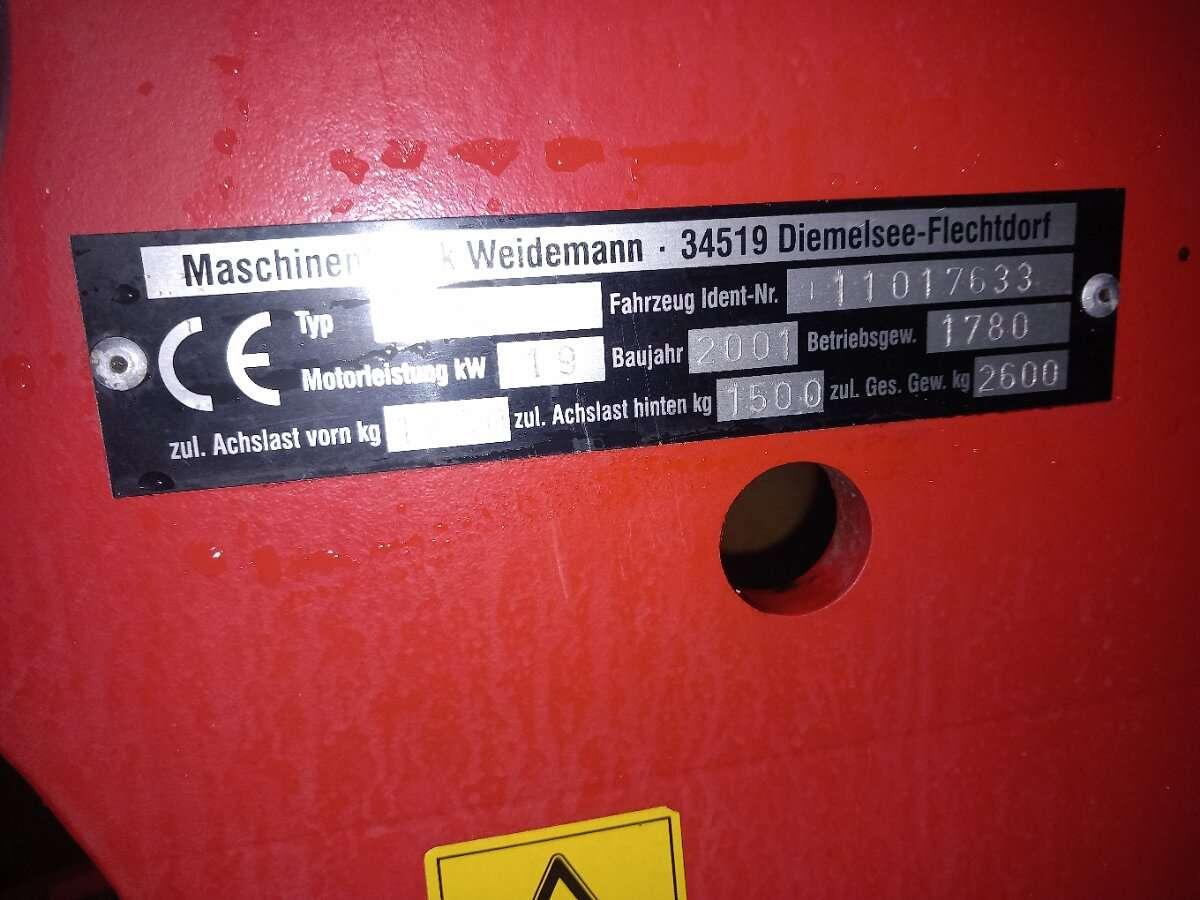 Weidemann · 34519 Diemelsee-Flechtdorf
CE Typ Fahrzeug Ident-Nr. 11017633
Motorleistung kW 19 Baujahr 2001 Betriebsgew. 1780
zul. Achslast vorn kg zul. Achslast hinten kg 1500 zul. Ges. Gew. kg 2600